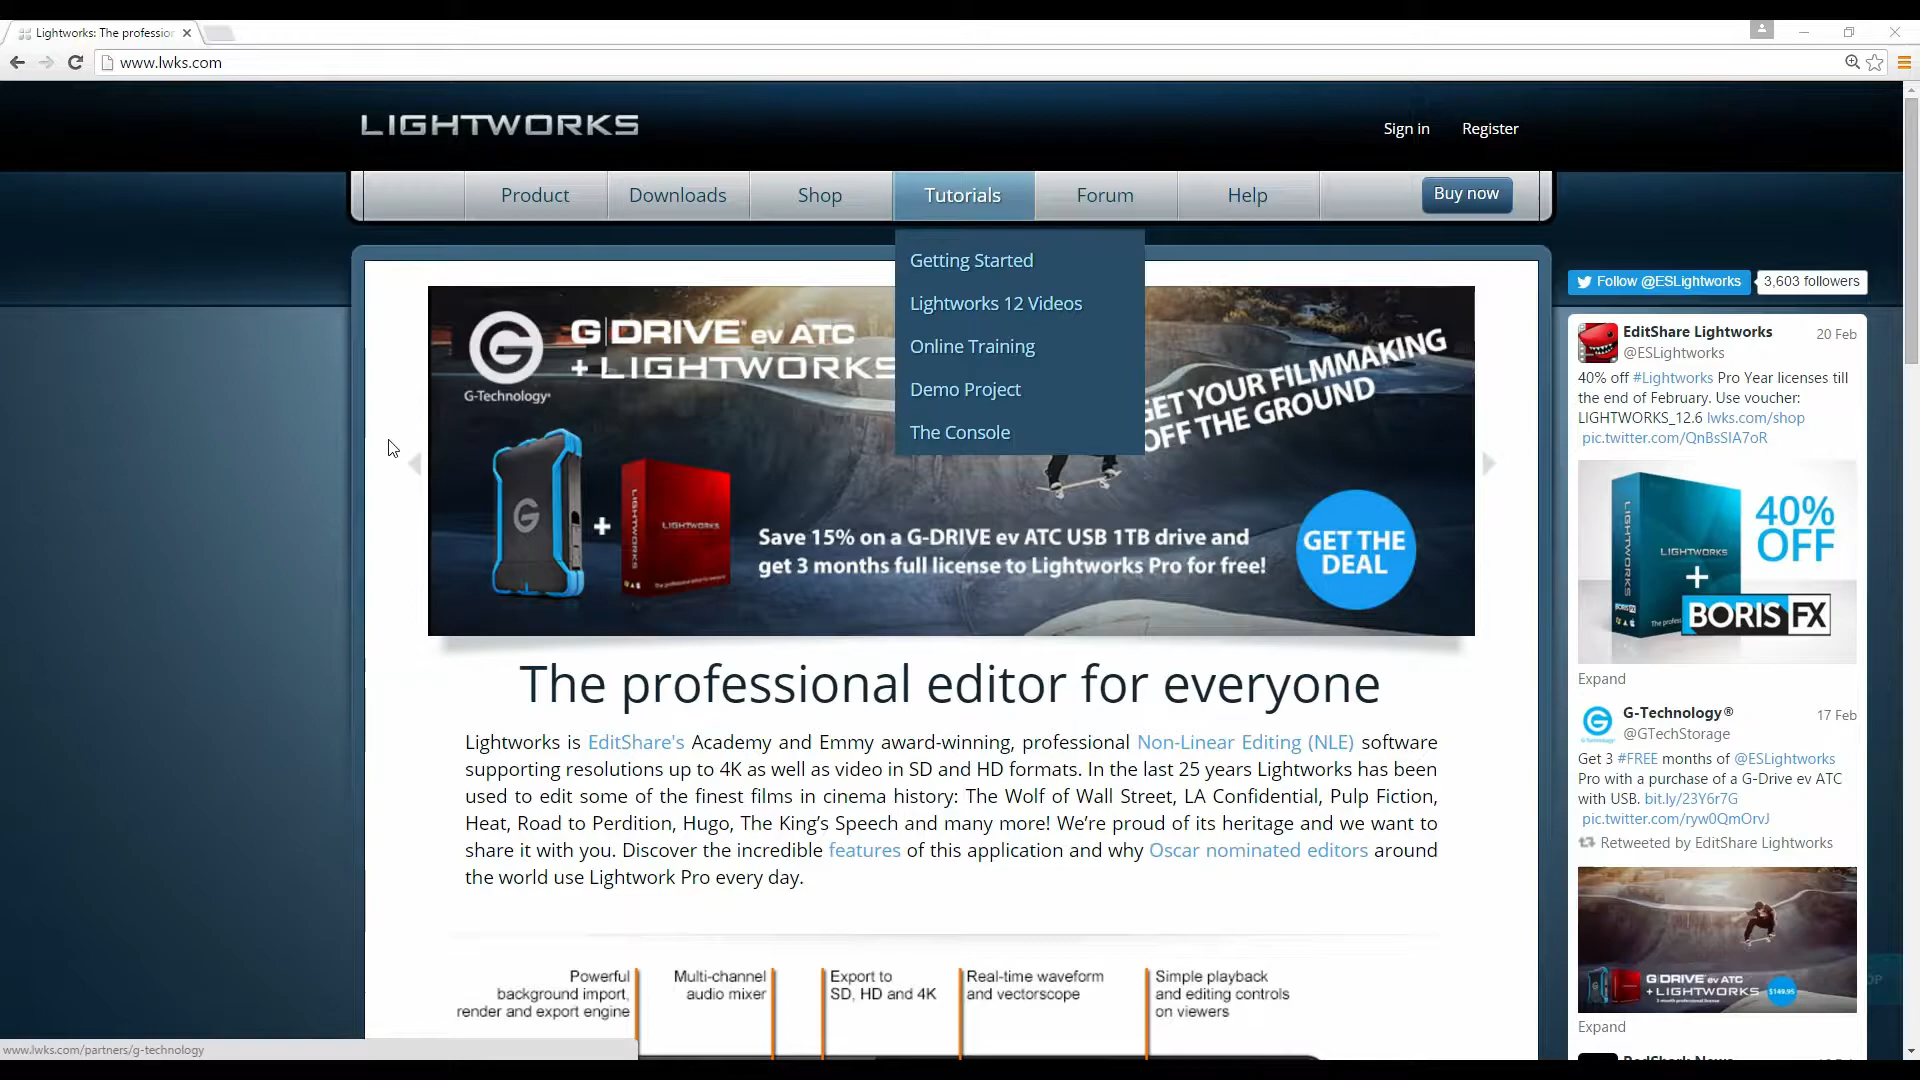 Lightworks: The profession
www.lwks.com
LIGHTWORKS
Sign in
Register
Product
Downloads
Shop
Tutorials
Forum
Help
Buy now
Getting Started
Lightworks 12 Videos
Online Training
Demo Project
The Console
G-Technology®
G|DRIVE® ev ATC
+ LIGHTWORKS
GET YOUR FILMMAKING
OFF THE GROUND
LIGHTWORKS
LIGHTWORKS
Save 15% on a G-DRIVE ev ATC USB 1TB drive and
get 3 months full license to Lightworks Pro for free!
GET THE
DEAL
The professional editor for everyone
Lightworks is EditShare's Academy and Emmy award-winning, professional Non-Linear Editing (NLE) software
supporting resolutions up to 4K as well as video in SD and HD formats. In the last 25 years Lightworks has been
used to edit some of the finest films in cinema history: The Wolf of Wall Street, LA Confidential, Pulp Fiction,
Heat, Road to Perdition, Hugo, The King's Speech and many more! We're proud of its heritage and we want to
share it with you. Discover the incredible features of this application and why Oscar nominated editors around
the world use Lightwork Pro every day.
Powerful
background import,
render and export engine
Multi-channel
audio mixer
Export to
SD, HD and 4K
Real-time waveform
and vectorscope
Simple playback
and editing controls
on viewers
Follow @ESLightworks
3,603 followers
EditShare Lightworks
20 Feb
@ESLightworks
40% off #Lightworks Pro Year licenses till
the end of February. Use voucher:
LIGHTWORKS_12.6 lwks.com/shop
pic.twitter.com/QnBsSIA7oR
LIGHTWORKS
LIGHTWORKS
40%
OFF
+
BORIS FX
Expand
G-Technology®
17 Feb
@GTechStorage
Get 3 #FREE months of @ESLightworks
Pro with a purchase of a G-Drive ev ATC
with USB. bit.ly/23Y6r7G
pic.twitter.com/ryw0QmOrvJ
Retweeted by EditShare Lightworks
G|DRIVE ev ATC
+ LIGHTWORKS
$149.95
Expand
RedShark News
www.lwks.com/partners/g-technology